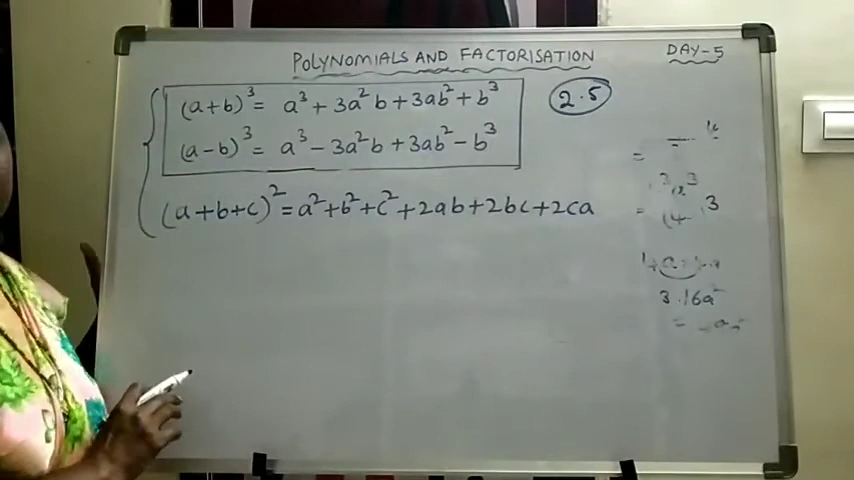 POLYNOMIALS AND FACTORISATION
DAY-5
(a+b)³ = a³ + 3a²b + 3ab² + b³
2.5
(a-b)³ = a³ - 3a²b + 3ab² - b³
(a+b+c)² = a² + b² + c² + 2ab + 2bc + 2ca
3.16a²